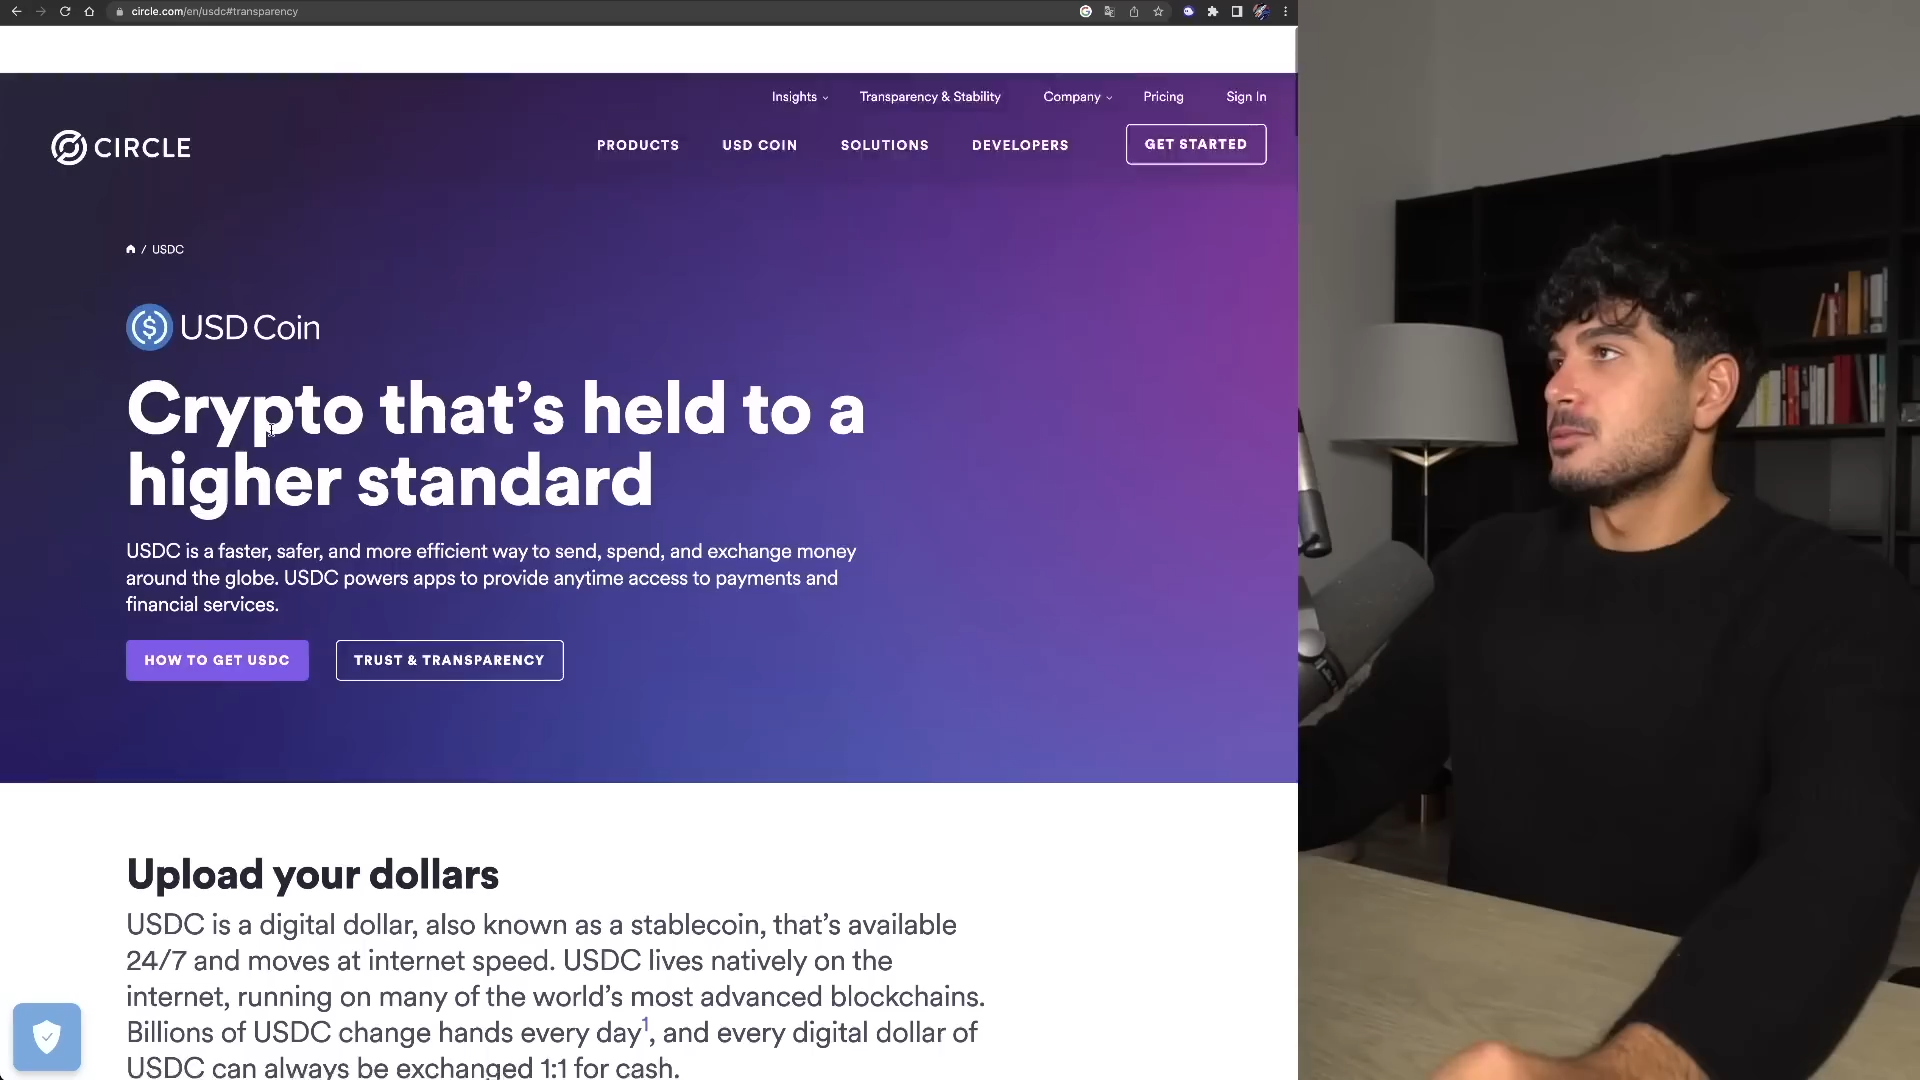 circle.com/en/usdc#transparency
Insights
Transparency & Stability
Company
Pricing
Sign In
CIRCLE
PRODUCTS
USD COIN
SOLUTIONS
DEVELOPERS
GET STARTED
/ USDC
USD Coin
Crypto that’s held to a
higher standard
USDC is a faster, safer, and more efficient way to send, spend, and exchange money
around the globe. USDC powers apps to provide anytime access to payments and
financial services.
HOW TO GET USDC
TRUST & TRANSPARENCY
Upload your dollars
USDC is a digital dollar, also known as a stablecoin, that’s available
24/7 and moves at internet speed. USDC lives natively on the
internet, running on many of the world’s most advanced blockchains.
Billions of USDC change hands every day1, and every digital dollar of
USDC can always be exchanged 1:1 for cash.